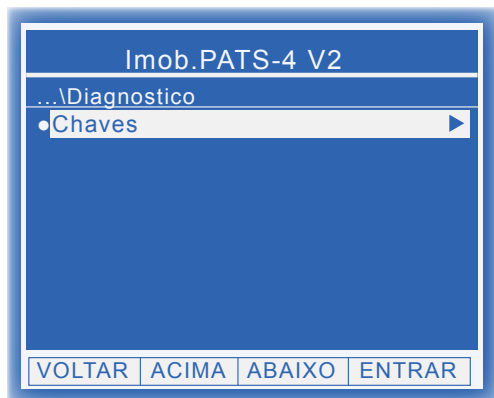 Imob.PATS-4 V2
...\Diagnostico
Chaves
VOLTAR ACIMA ABAIXO ENTRAR